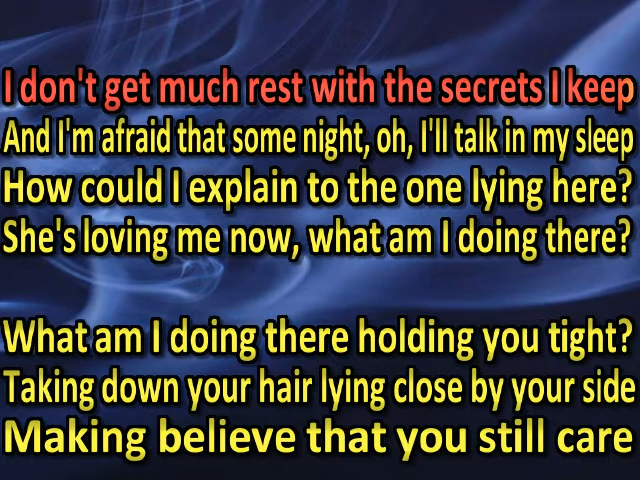 I don't get much rest with the secrets I keep
And I'm afraid that some night, oh, I'll talk in my sleep
How could I explain to the one lying here?
She's loving me now, what am I doing there?
What am I doing there holding you tight?
Taking down your hair lying close by your side
Making believe that you still care